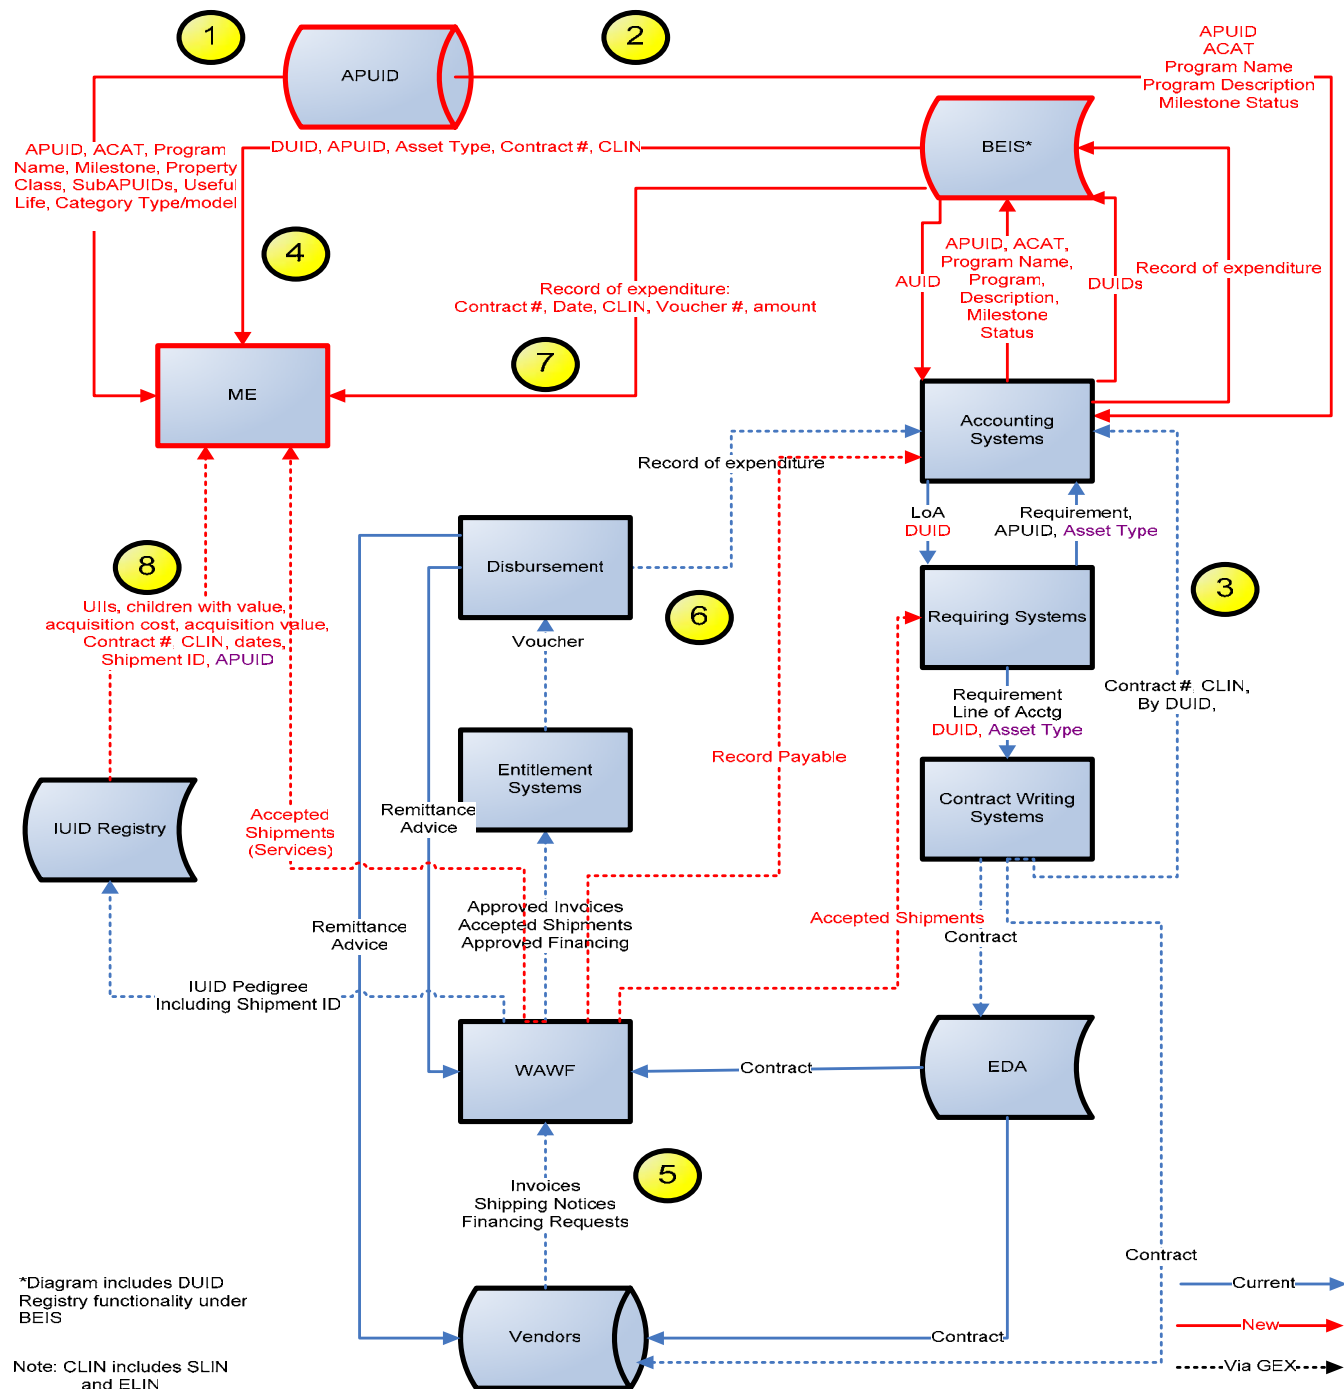 1
2
APUID
APUID
ACAT
Program Name
Program Description
Milestone Status
APUID, ACAT, Program
Name, Milestone, Property
Class, SubAPUIDs, Useful
Life, Category Type/model
DUID, APUID, Asset Type, Contract #, CLIN
BEIS*
4
AUID
APUID, ACAT,
Program Name,
Program,
Description,
Milestone
Status
DUIDs
Record of expenditure
Record of expenditure:
Contract #, Date, CLIN, Voucher #, amount
7
ME
Accounting
Systems
Record of expenditure
LoA
DUID
Requirement,
APUID, Asset Type
8
Disbursement
6
3
UIIs, children with value,
acquisition cost, acquisition value,
Contract #, CLIN, dates,
Shipment ID, APUID
Voucher
Requiring Systems
Requirement
Line of Acctg
DUID, Asset Type
Contract #, CLIN,
By DUID,
Record Payable
Entitlement
Systems
Contract Writing
Systems
IUID Registry
Accepted
Shipments
(Services)
Remittance
Advice
Remittance
Advice
Approved Invoices
Accepted Shipments
Approved Financing
Accepted Shipments
Contract
IUID Pedigree
Including Shipment ID
WAWF
Contract
EDA
5
Invoices
Shipping Notices
Financing Requests
Contract
*Diagram includes DUID
Registry functionality under
BEIS
Current
Vendors
Contract
New
Note: CLIN includes SLIN
and ELIN
Via GEX